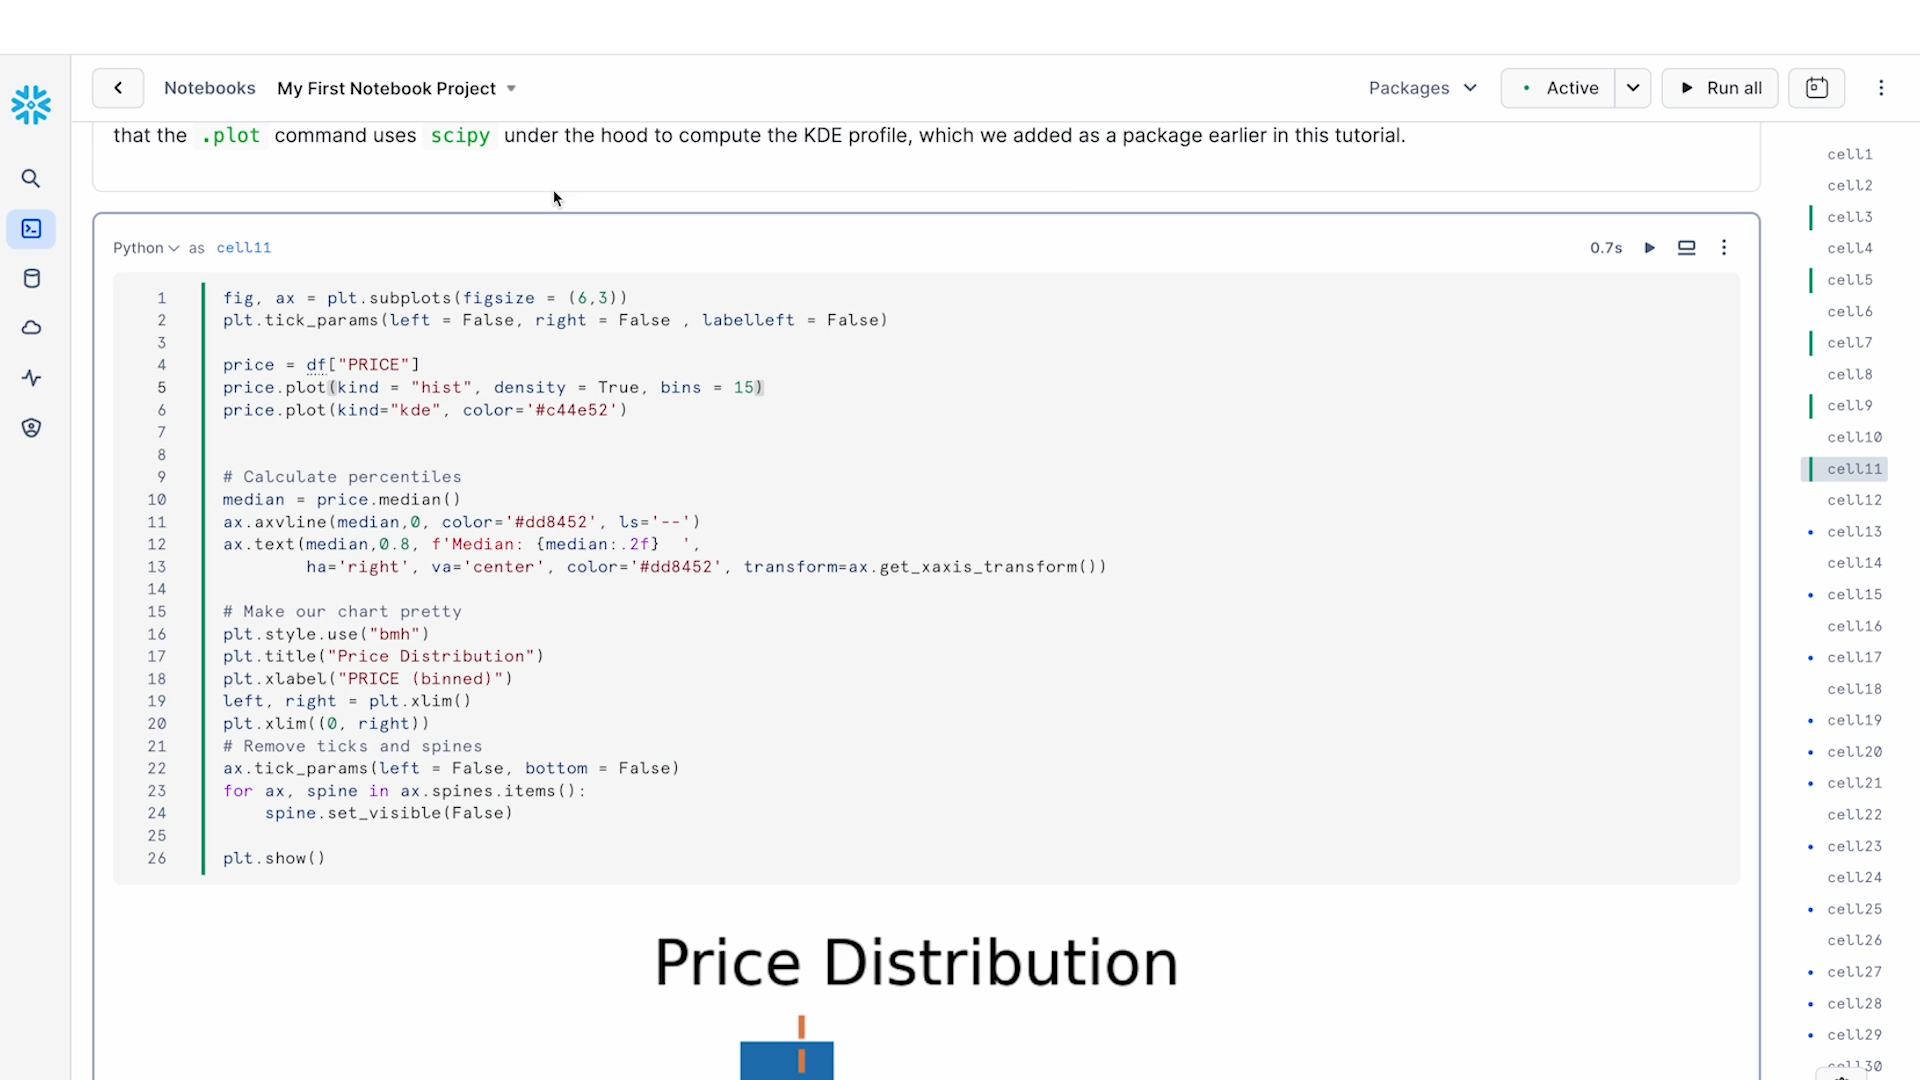 Notebooks My First Notebook Project Packages Active Run all
that the .plot command uses scipy under the hood to compute the KDE profile, which we added as a package earlier in this tutorial.
Python as cell11 0.7s
1 fig, ax = plt.subplots(figsize = (6,3))
2 plt.tick_params(left = False, right = False , labelleft = False)
3
4 price = df["PRICE"]
5 price.plot(kind = "hist", density = True, bins = 15)
6 price.plot(kind="kde", color='#c44e52')
7
8
9 # Calculate percentiles
10 median = price.median()
11 ax.axvline(median,0, color='#dd8452', ls='--')
12 ax.text(median,0.8, f'Median: {median:.2f}  ',
13         ha='right', va='center', color='#dd8452', transform=ax.get_xaxis_transform())
14
15 # Make our chart pretty
16 plt.style.use("bmh")
17 plt.title("Price Distribution")
18 plt.xlabel("PRICE (binned)")
19 left, right = plt.xlim()
20 plt.xlim((0, right))
21 # Remove ticks and spines
22 ax.tick_params(left = False, bottom = False)
23 for ax, spine in ax.spines.items():
24     spine.set_visible(False)
25
26 plt.show()
Price Distribution
cell1
cell2
cell3
cell4
cell5
cell6
cell7
cell8
cell9
cell10
cell11
cell12
cell13
cell14
cell15
cell16
cell17
cell18
cell19
cell20
cell21
cell22
cell23
cell24
cell25
cell26
cell27
cell28
cell29
cell30